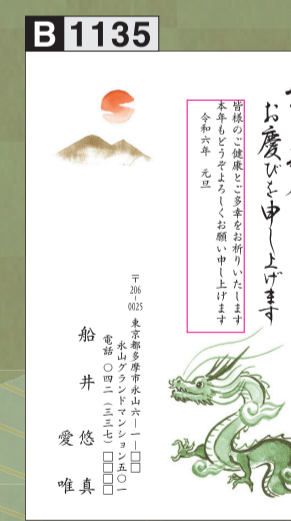 B 1135
お慶びを申し上げます
皆様のご健康とご多幸をお祈りいたします
本年もどうぞよろしくお願い申し上げます
令和六年 元旦
〒206-0025
東京都多摩市永山六ー一ー□□
永山グランドマンション五〇一
電話 〇四二（三三七）□□□□
船井 悠真
愛唯